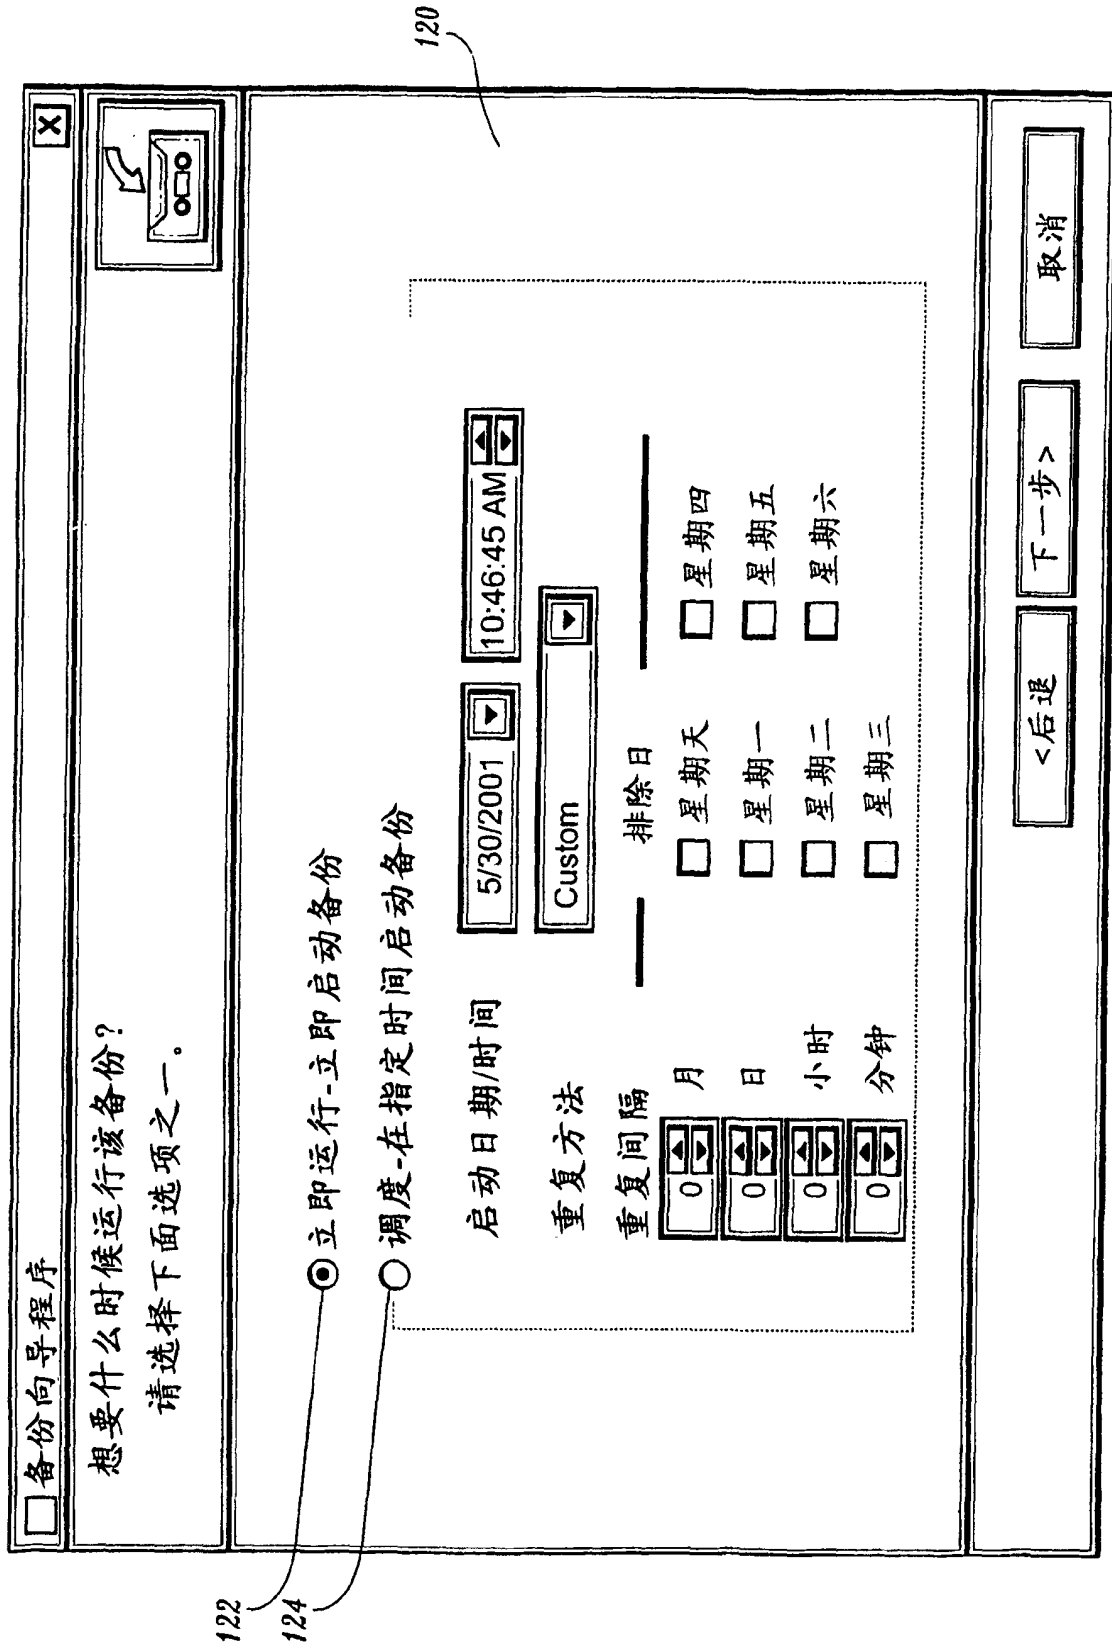 备份向导程序
X
想要什么时候运行该备份?
请选择下面选项之一。
120
122
立即运行-立即启动备份
124
调度-在指定时间启动备份
启动日期/时间 5/30/2001 10:46:45 AM
重复方法 Custom
重复间隔 排除日
0 月 星期天 星期四
0 日 星期一 星期五
0 小时 星期二 星期六
0 分钟 星期三
<后退 下一步> 取消